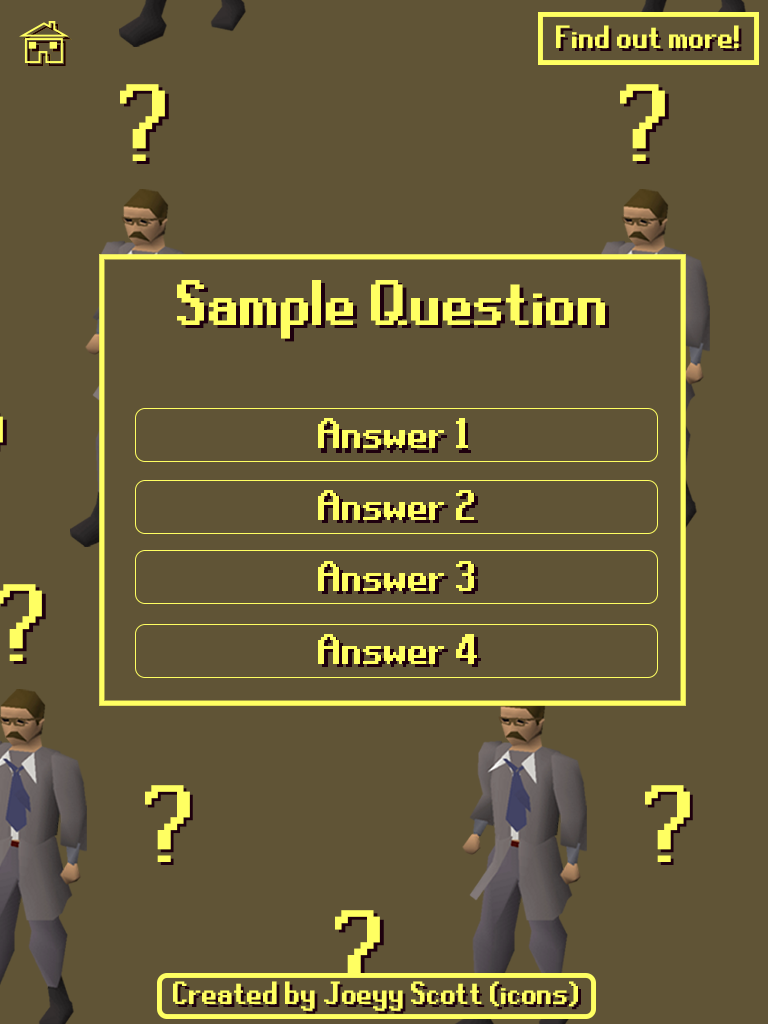 Find out more!
?
?
Sample Question
Answer 1
Answer 2
Answer 3
Answer 4
?
?
?
?
Created by Joeyy Scott (icons)